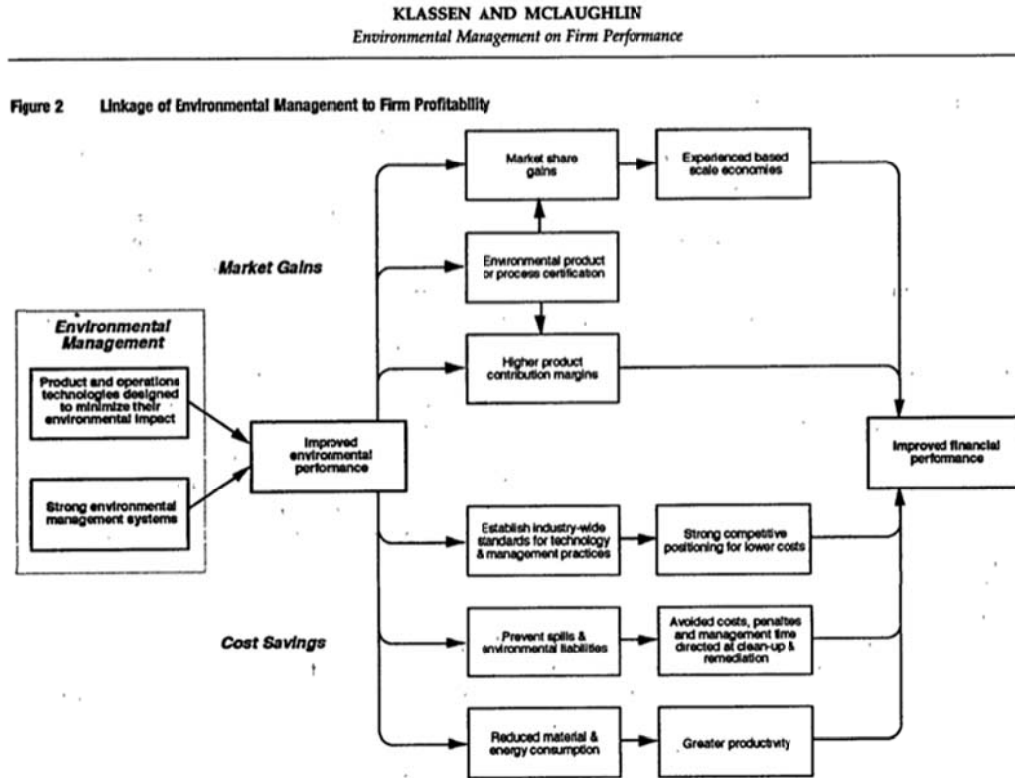 KLASSEN AND MCLAUGHLIN
Environmental Management on Firm Performance
Figure 2 Linkage of Environmental Management to Firm Profitability
Market share
gains
Experienced based
scale economies
Market Gains
Environmental product
or process certification
Environmental
Management
Higher product
contribution margins
Product and operations
technologies designed
to minimize their
environmental impact
Improved
environmental
performance
Improved financial
performance
Strong environmental
management systems
Establish industry-wide
standards for technology
& management practices
Strong competitive
positioning for lower costs
Cost Savings
Prevent spills &
environmental liabilities
Avoided costs, penalties
and management time
directed at clean-up &
remediation
Reduced material &
energy consumption
Greater productivity